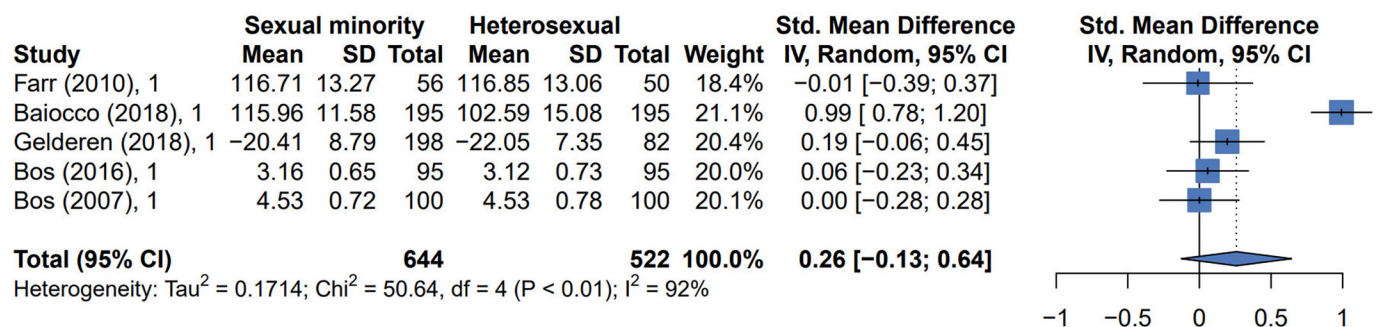 Sexual minority Heterosexual Std. Mean Difference Std. Mean Difference
Study Mean SD Total Mean SD Total Weight IV, Random, 95% CI IV, Random, 95% CI
Farr (2010), 1 116.71 13.27 56 116.85 13.06 50 18.4% −0.01 [−0.39; 0.37]
Baiocco (2018), 1 115.96 11.58 195 102.59 15.08 195 21.1% 0.99 [ 0.78; 1.20]
Gelderen (2018), 1 −20.41 8.79 198 −22.05 7.35 82 20.4% 0.19 [−0.06; 0.45]
Bos (2016), 1 3.16 0.65 95 3.12 0.73 95 20.0% 0.06 [−0.23; 0.34]
Bos (2007), 1 4.53 0.72 100 4.53 0.78 100 20.1% 0.00 [−0.28; 0.28]
Total (95% CI) 644 522 100.0% 0.26 [−0.13; 0.64]
Heterogeneity: Tau² = 0.1714; Chi² = 50.64, df = 4 (P < 0.01); I² = 92%
−1 −0.5 0 0.5 1